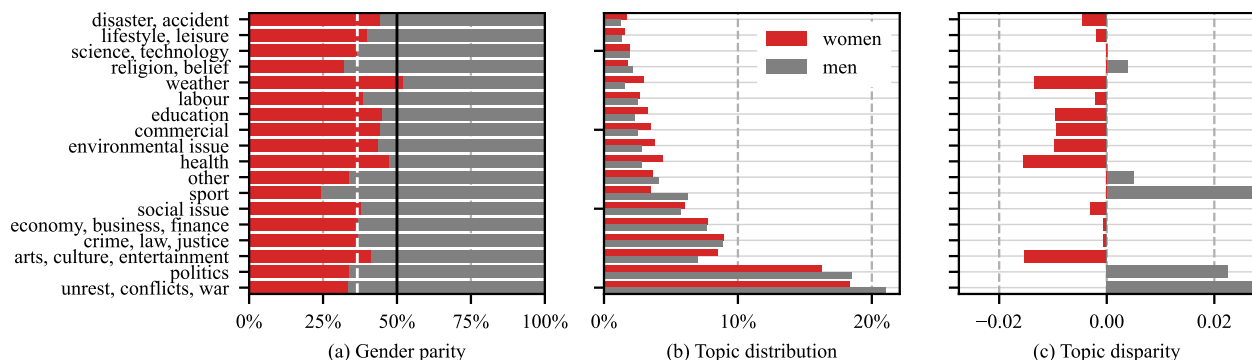 disaster, accident
lifestyle, leisure
science, technology
religion, belief
weather
labour
education
commercial
environmental issue
health
other
sport
social issue
economy, business, finance
crime, law, justice
arts, culture, entertainment
politics
unrest, conflicts, war
0% 25% 50% 75% 100%
(a) Gender parity
women
men
0% 10% 20%
(b) Topic distribution
−0.02 0.00 0.02
(c) Topic disparity